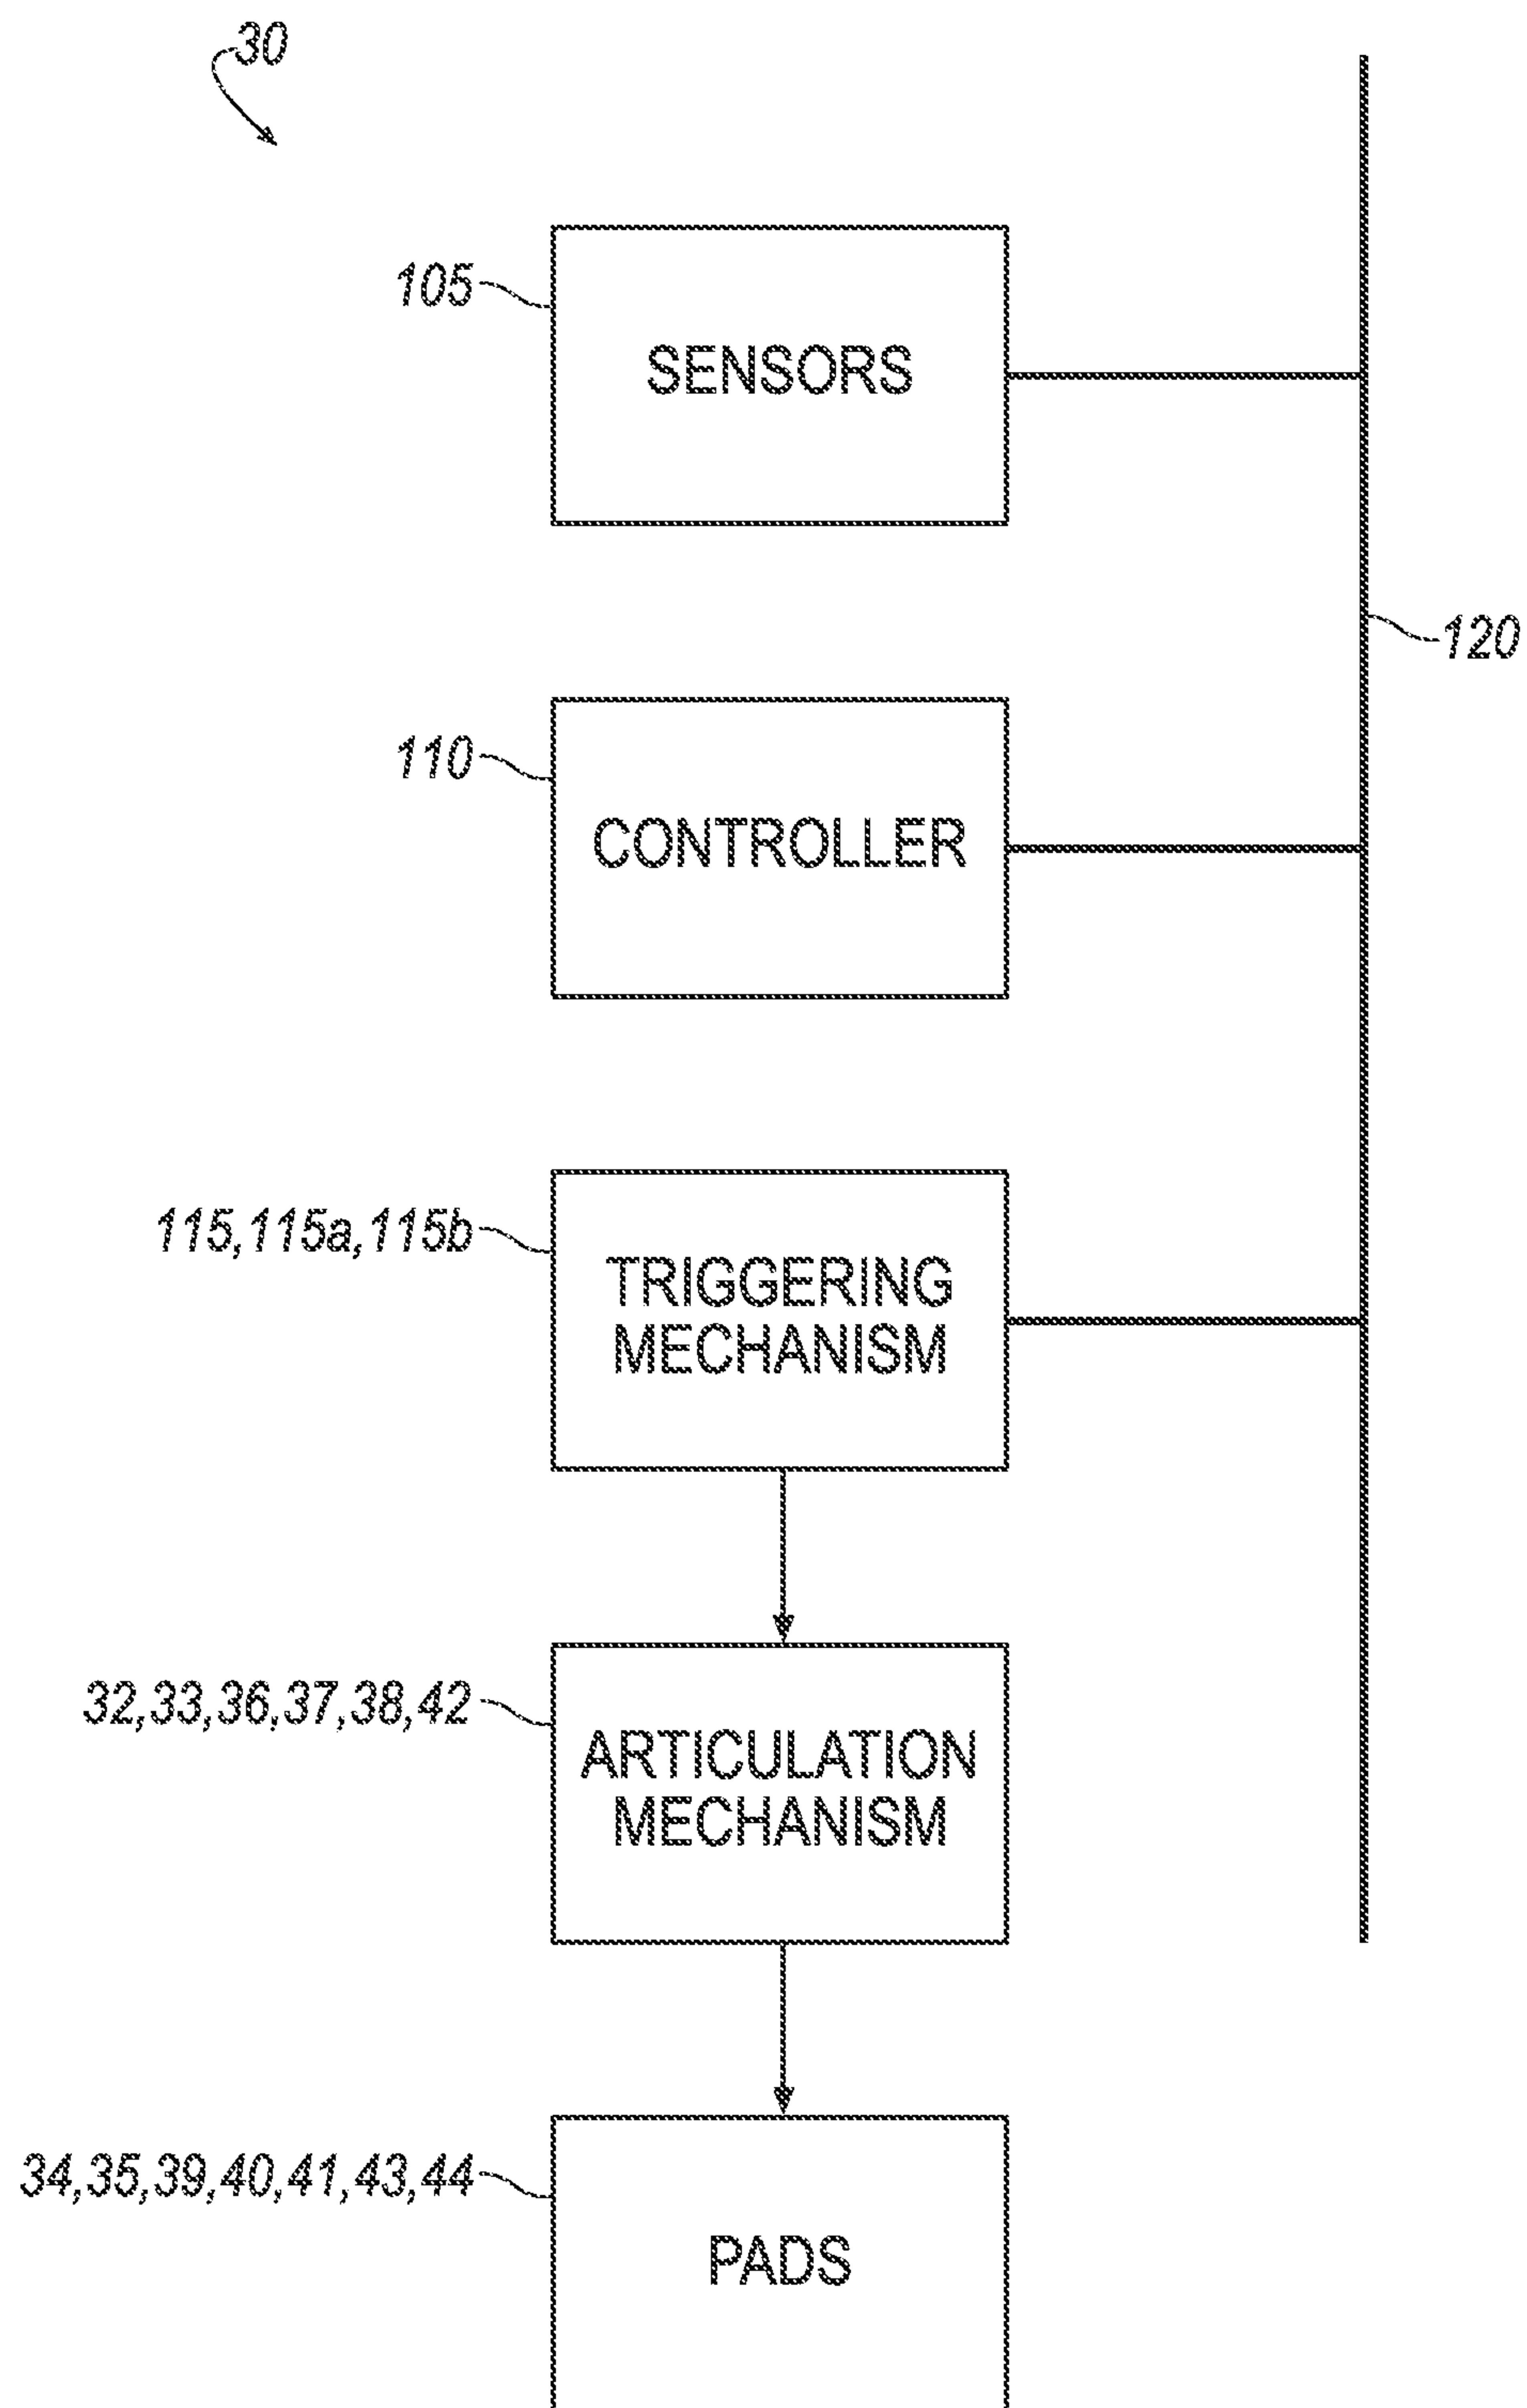 30
105
SENSORS
120
110
CONTROLLER
115,115a,115b
TRIGGERING
MECHANISM
32,33,36,37,38,42
ARTICULATION
MECHANISM
34,35,39,40,41,43,44
PADS